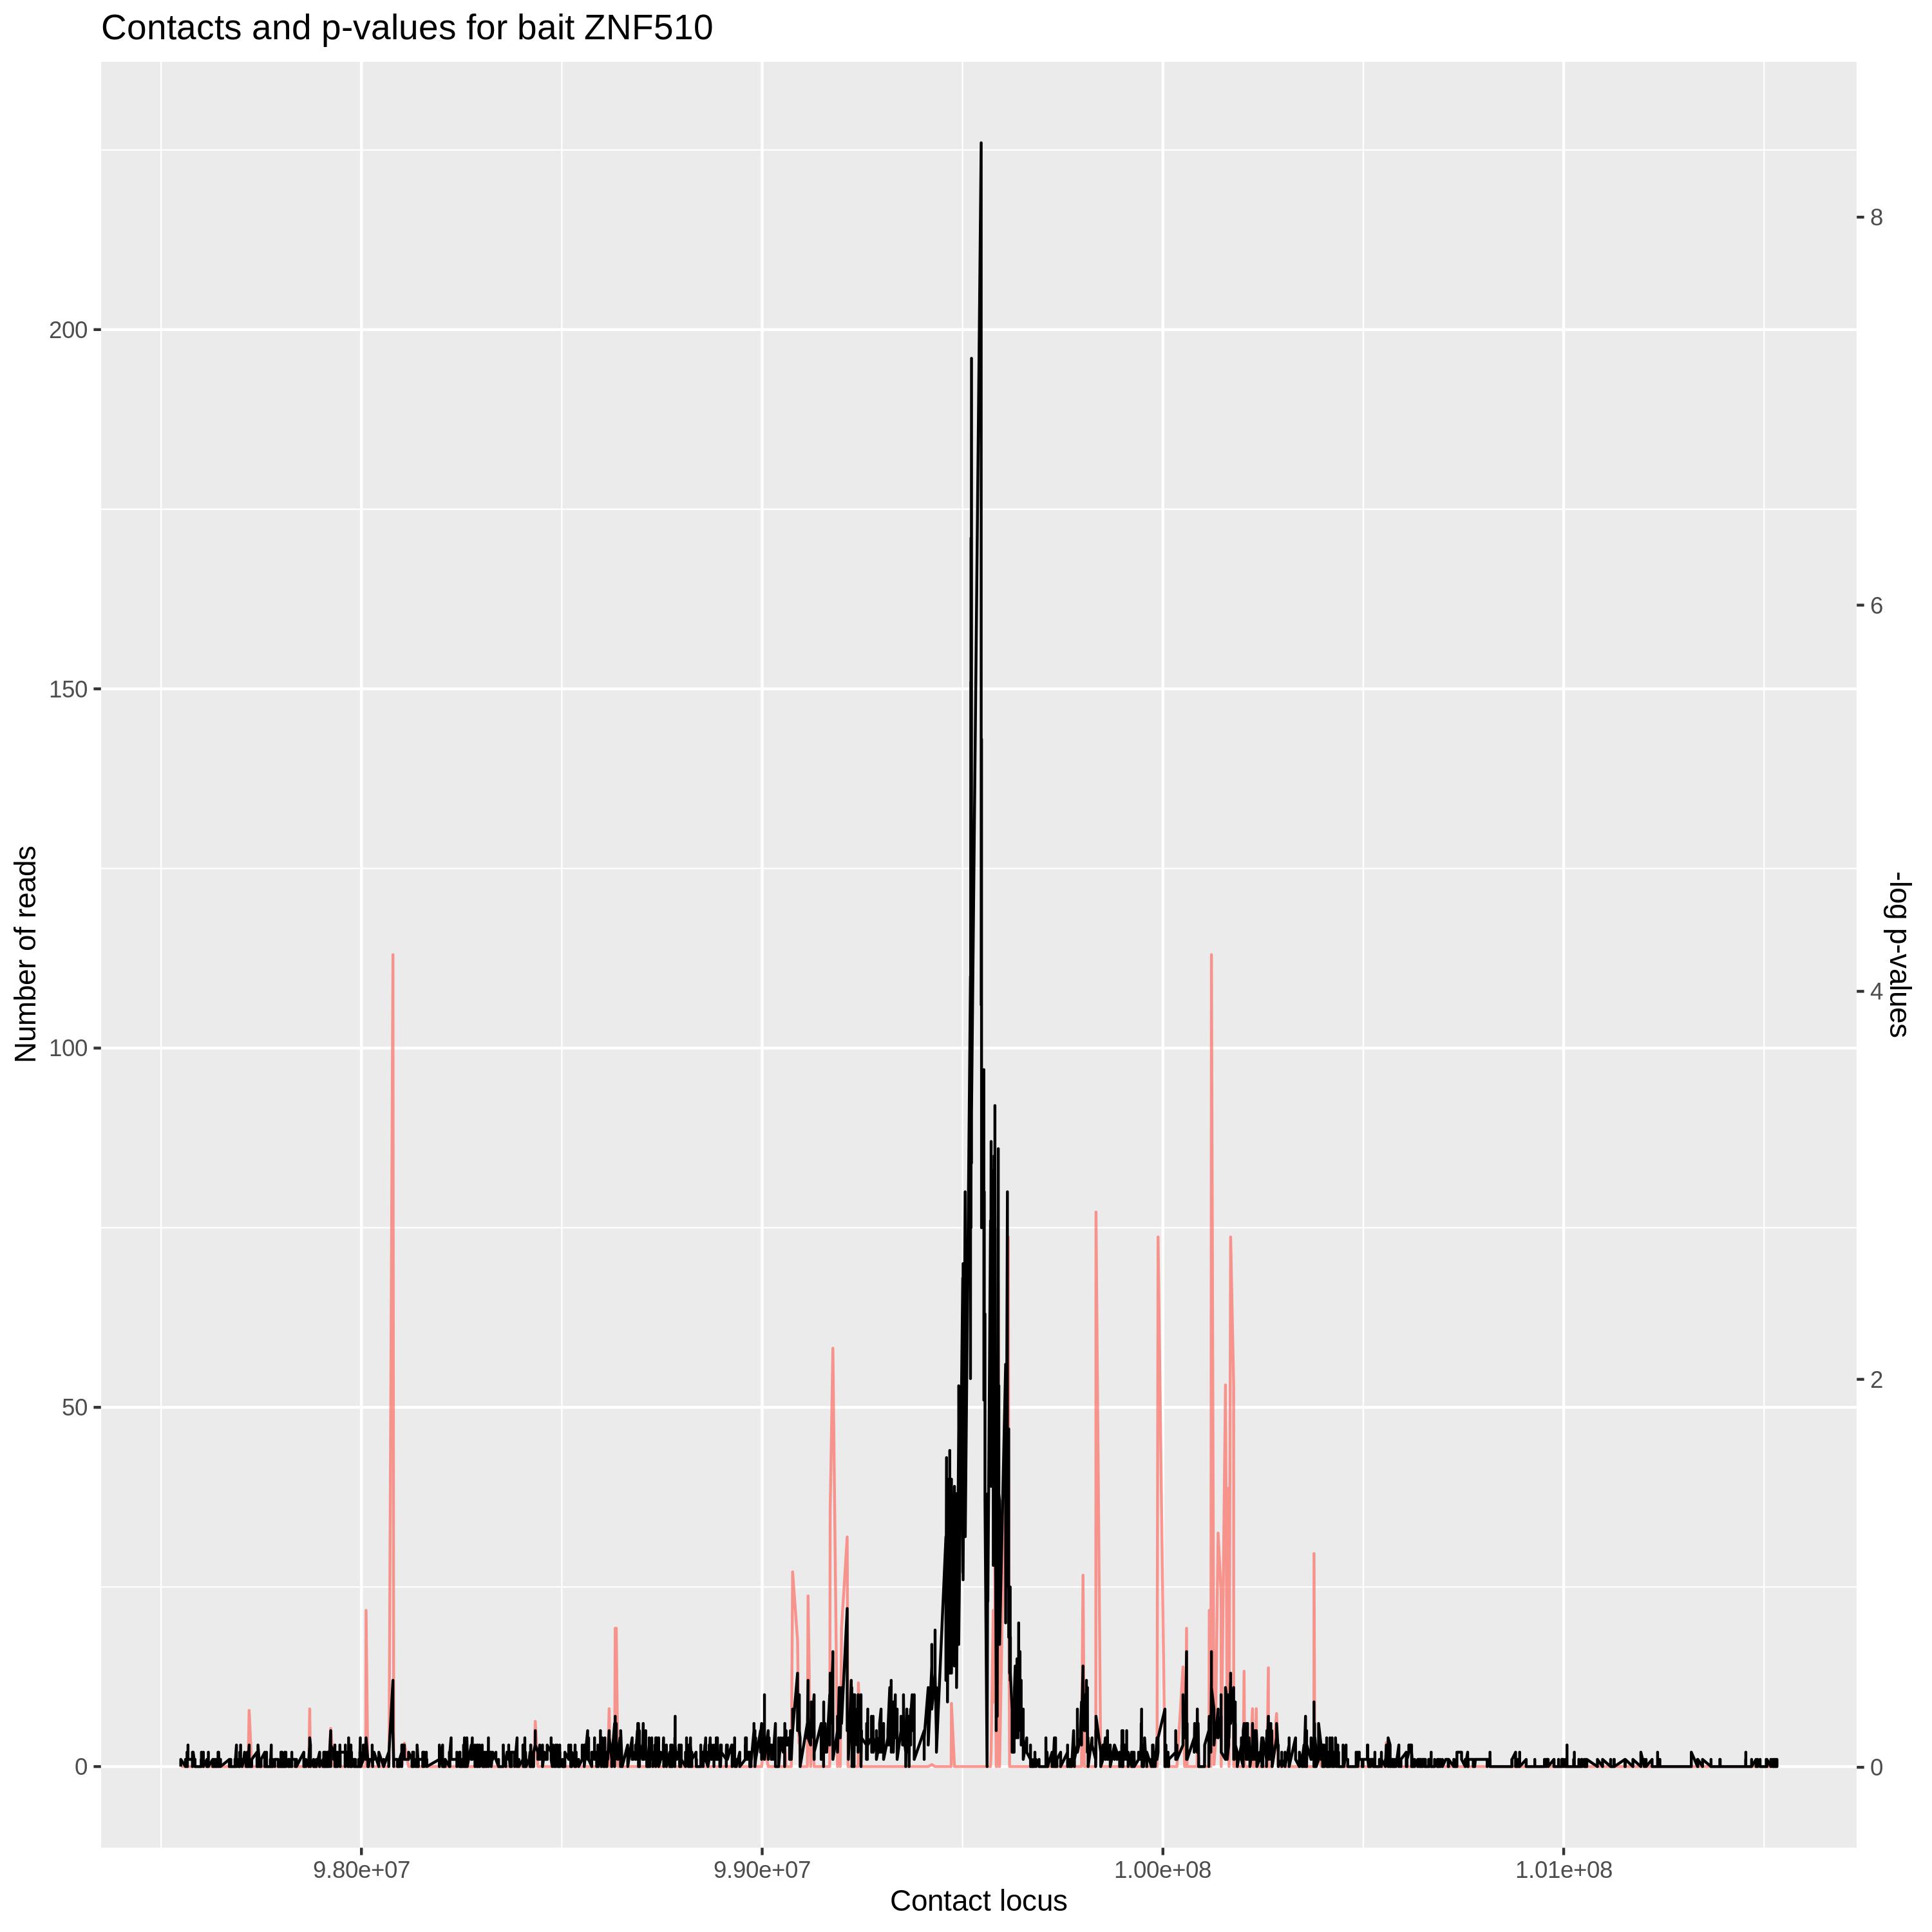 Contacts and p-values for bait ZNF510
200
150
100
50
0
Number of reads
8
6
4
2
0
-log p-values
9.80e+07
9.90e+07
1.00e+08
1.01e+08
Contact locus